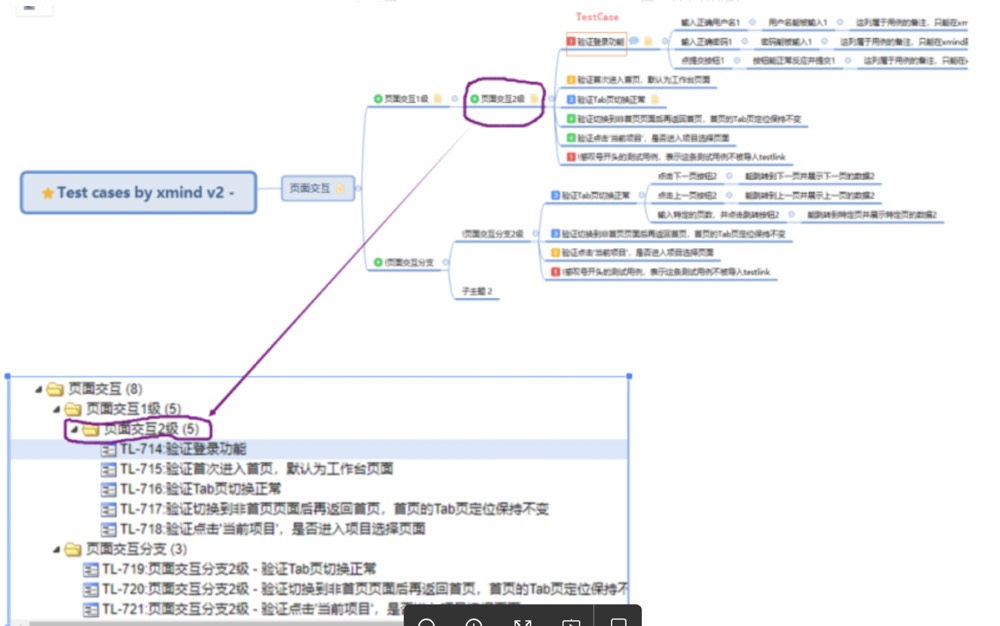 TestCase
输入正确用户名1
用户名能被输入1
这列属于用例的备注，只能在xm
验证登录功能
输入正确密码1
密码能被输入1
这列属于用例的备注，只能在xmind
点提交按钮1
按钮能正常反应并提交1
这列属于用例的备注，只能在x
验证首次进入首页，默认为工作台页面
页面交互1级
页面交互2级
验证Tab页切换正常
验证切换到非首页页面后再返回首页，首页的Tab页定位保持不变
验证点击'当前项目'，是否进入项目选择页面
!感叹号开头的测试用例，表示这条测试用例不被导入testlink
Test cases by xmind v2 -
页面交互
点击下一页按钮2
能跳转到下一页并展示下一页的数据2
验证Tab页切换正常
点击上一页按钮2
能跳转到上一页并展示上一页的数据2
输入特定的页数，并点击跳转按钮2
能跳转到特定页并展示特定页的数据2
!页面交互分支2级
验证切换到非首页页面后再返回首页，首页的Tab页定位保持不变
验证点击'当前项目'，是否进入项目选择页面
!页面交互分支
!感叹号开头的测试用例，表示这条测试用例不被导入testlink
子主题 2
页面交互 (8)
页面交互1级 (5)
页面交互2级 (5)
TL-714:验证登录功能
TL-715:验证首次进入首页，默认为工作台页面
TL-716:验证Tab页切换正常
TL-717:验证切换到非首页页面后再返回首页，首页的Tab页定位保持不变
TL-718:验证点击'当前项目'，是否进入项目选择页面
页面交互分支 (3)
TL-719:页面交互分支2级 - 验证Tab页切换正常
TL-720:页面交互分支2级 - 验证切换到非首页页面后再返回首页，首页的Tab页定位保持不
TL-721:页面交互分支2级 - 验证点击'当前项目'，是否